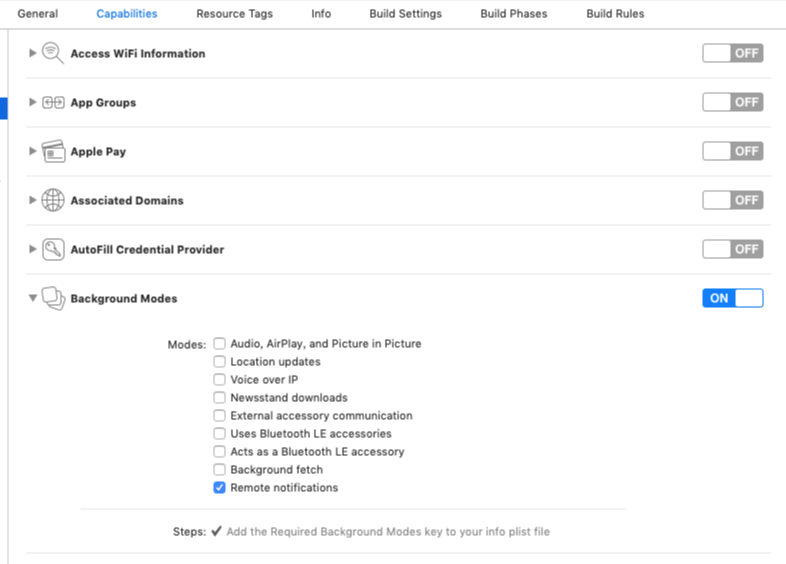 General Capabilities Resource Tags Info Build Settings Build Phases Build Rules
Access WiFi Information OFF
App Groups OFF
Apple Pay OFF
Associated Domains OFF
AutoFill Credential Provider OFF
Background Modes ON
Modes: Audio, AirPlay, and Picture in Picture
Location updates
Voice over IP
Newsstand downloads
External accessory communication
Uses Bluetooth LE accessories
Acts as a Bluetooth LE accessory
Background fetch
Remote notifications
Steps: ✔ Add the Required Background Modes key to your info plist file